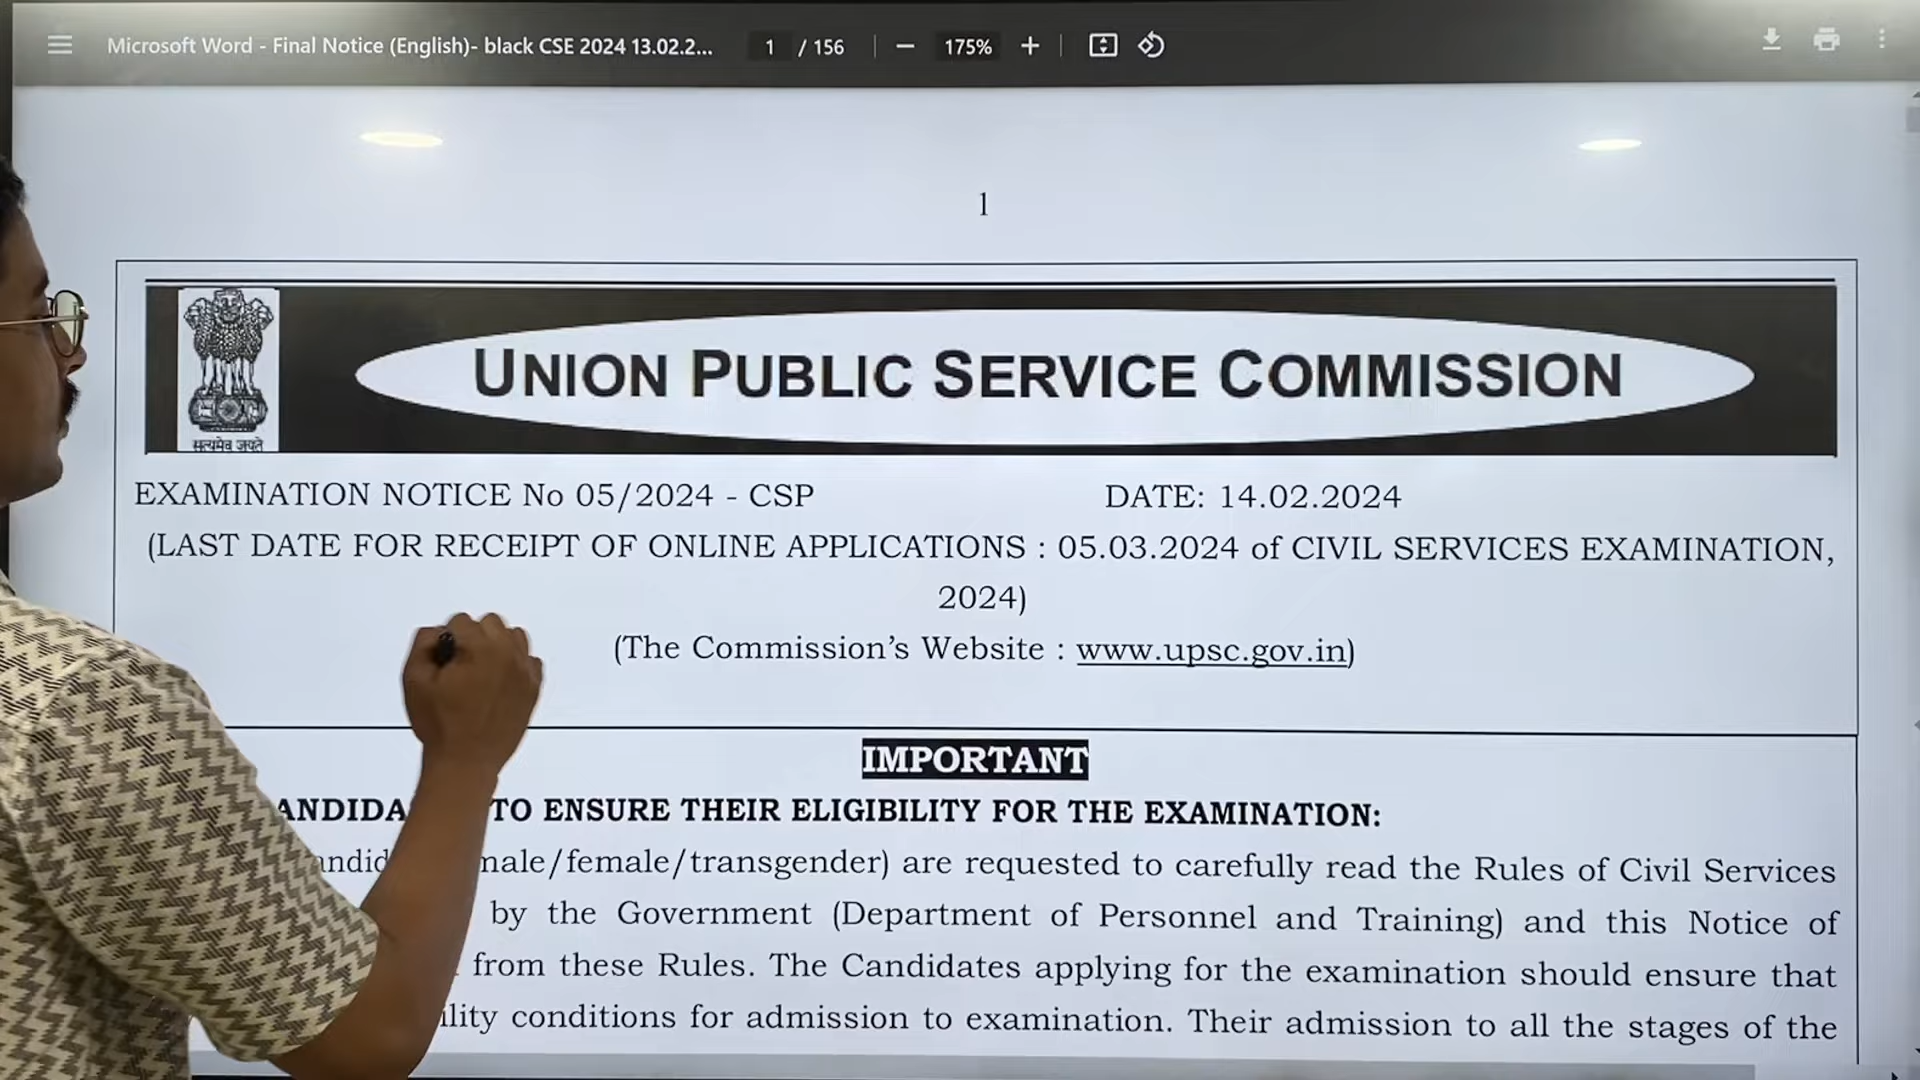 Microsoft Word - Final Notice (English)- black CSE 2024 13.02.2... 1 / 156 175%
1
UNION PUBLIC SERVICE COMMISSION
सत्यमेव जयते
EXAMINATION NOTICE No 05/2024 - CSP DATE: 14.02.2024
(LAST DATE FOR RECEIPT OF ONLINE APPLICATIONS : 05.03.2024 of CIVIL SERVICES EXAMINATION,
2024)
(The Commission’s Website : www.upsc.gov.in)
IMPORTANT
TO ENSURE THEIR ELIGIBILITY FOR THE EXAMINATION:
male/female/transgender) are requested to carefully read the Rules of Civil Services
by the Government (Department of Personnel and Training) and this Notice of
from these Rules. The Candidates applying for the examination should ensure that
conditions for admission to examination. Their admission to all the stages of the